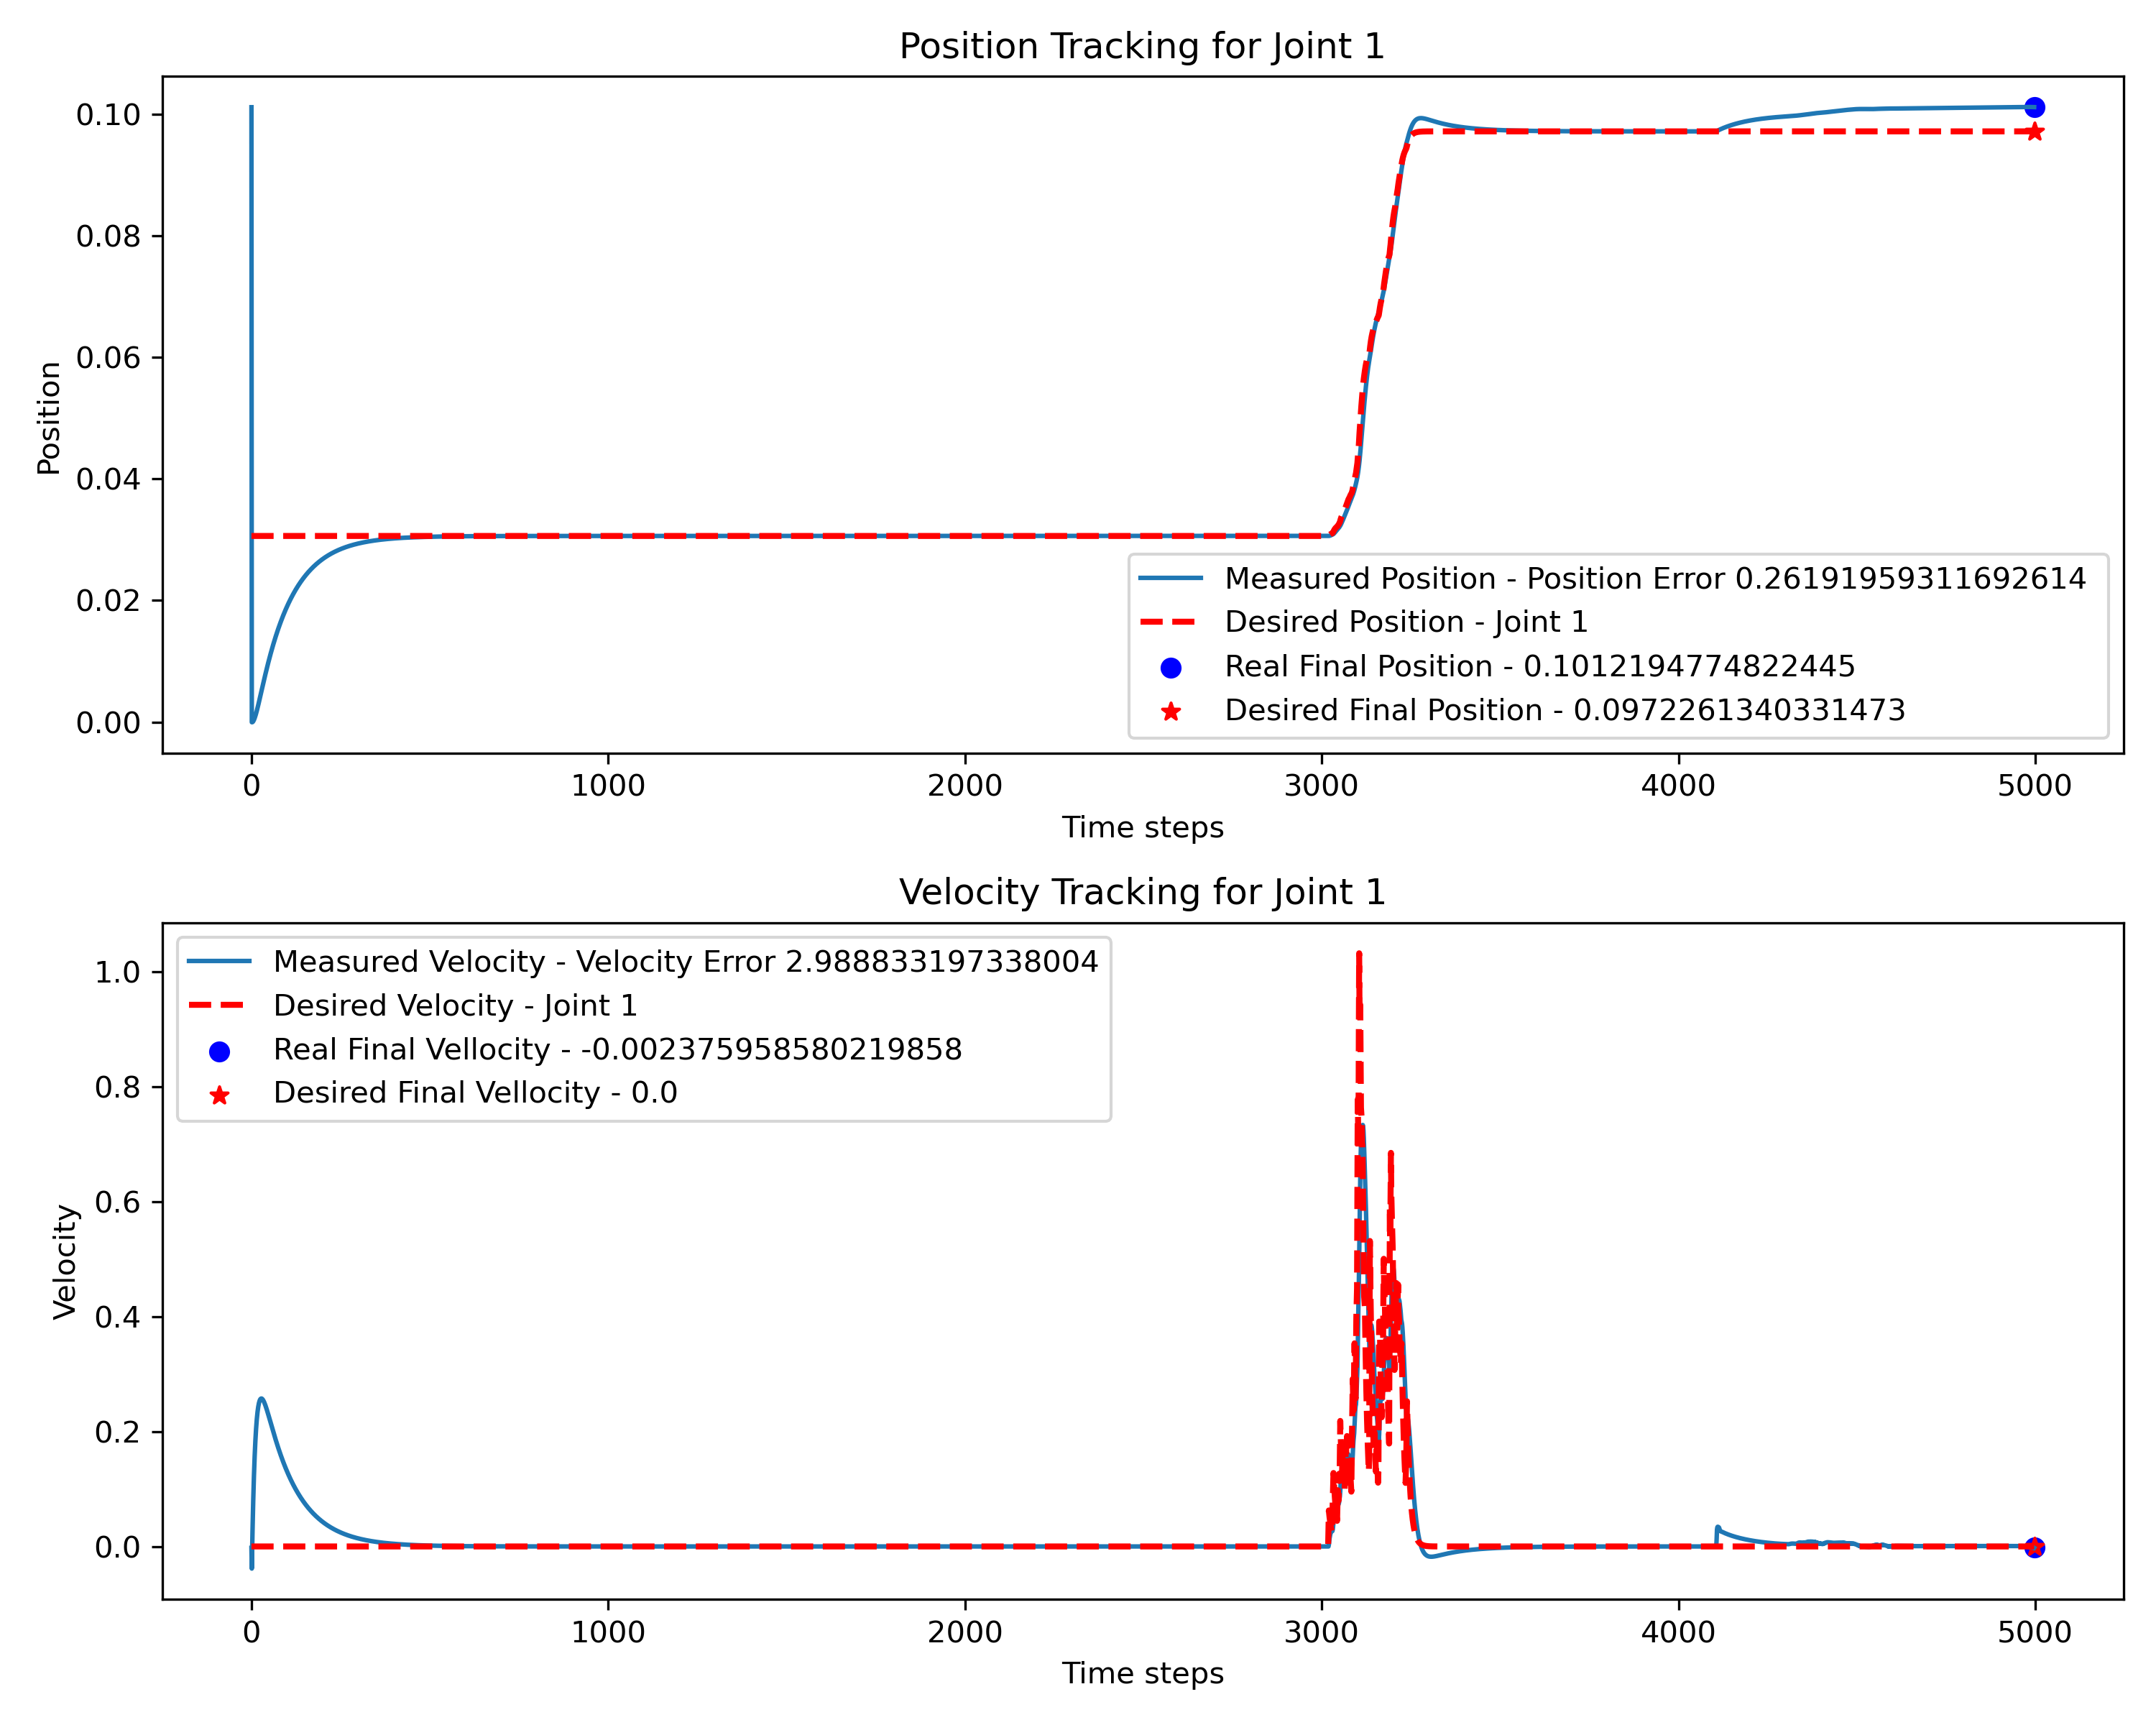 Position Tracking for Joint 1
0.10
0.08
0.06
0.04
0.02
0.00
Position
Measured Position - Position Error 0.26191959311692614
Desired Position - Joint 1
Real Final Position - 0.1012194774822445
Desired Final Position - 0.0972261340331473
0 1000 2000 3000 4000 5000
Time steps
Velocity Tracking for Joint 1
1.0
0.8
0.6
0.4
0.2
0.0
Velocity
Measured Velocity - Velocity Error 2.988833197338004
Desired Velocity - Joint 1
Real Final Vellocity - -0.002375958580219858
Desired Final Vellocity - 0.0
0 1000 2000 3000 4000 5000
Time steps